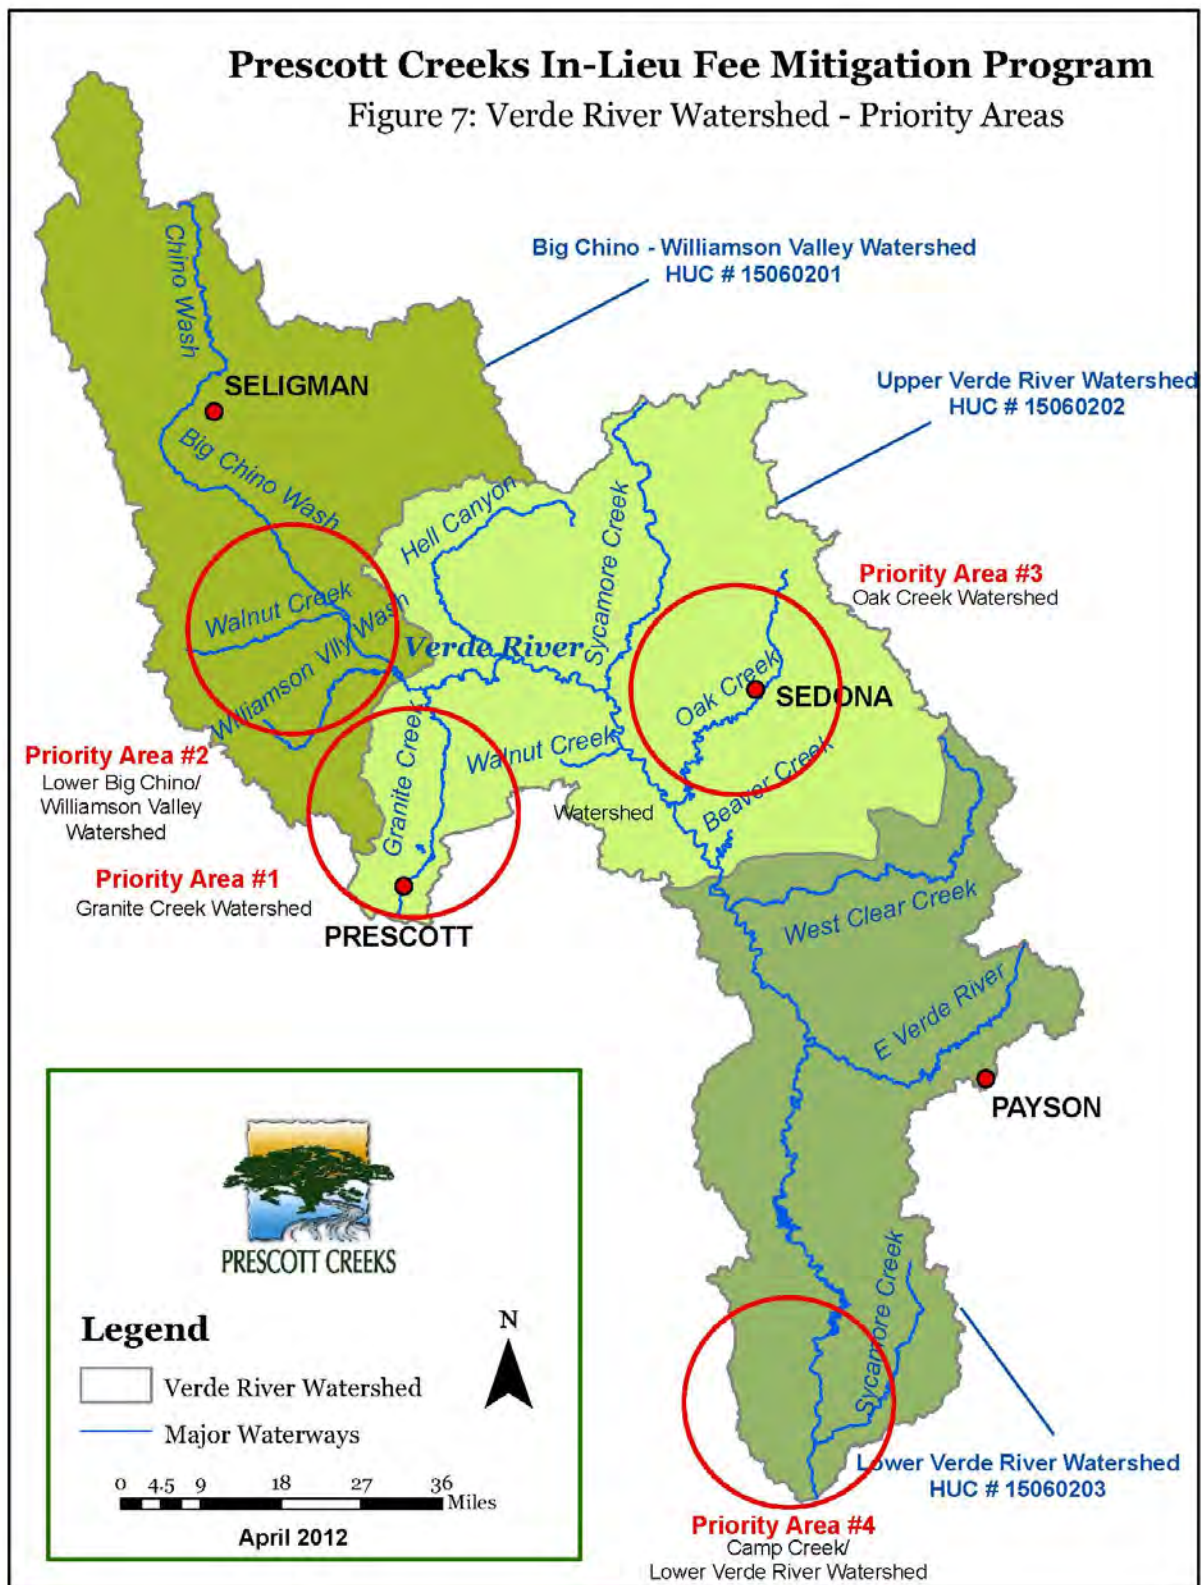 Prescott Creeks In-Lieu Fee Mitigation Program
Figure 7: Verde River Watershed - Priority Areas
Big Chino - Williamson Valley Watershed
HUC # 15060201
Chino Wash
SELIGMAN
Upper Verde River Watershed
HUC # 15060202
Big Chino Wash
Hell Canyon
Sycamore Creek
Priority Area #3
Oak Creek Watershed
Walnut Creek
Williamson Vlly Wash
Verde River
Oak Creek
SEDONA
Priority Area #2
Lower Big Chino/
Williamson Valley
Watershed
Granite Creek
Walnut Creek
Beaver Creek
Watershed
Priority Area #1
Granite Creek Watershed
PRESCOTT
West Clear Creek
E Verde River
PAYSON
PRESCOTT CREEKS
Legend
N
Verde River Watershed
Major Waterways
0 4.5 9 18 27 36
Miles
April 2012
Sycamore Creek
Lower Verde River Watershed
HUC # 15060203
Priority Area #4
Camp Creek/
Lower Verde River Watershed